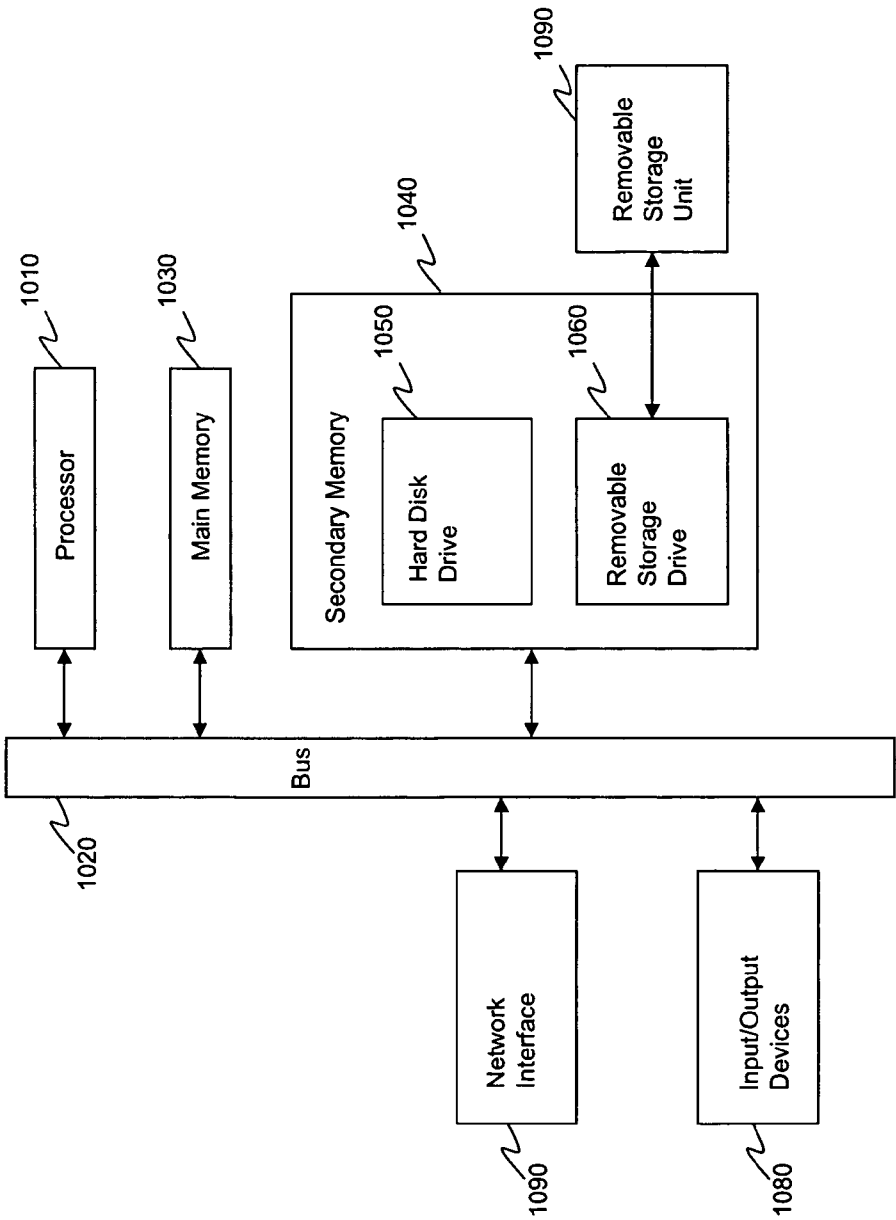 Processor
1010
Main Memory
1030
Secondary Memory
1040
Hard Disk
Drive
1050
Removable
Storage
Drive
1060
Removable
Storage
Unit
1090
Bus
1020
Network
Interface
1090
Input/Output
Devices
1080